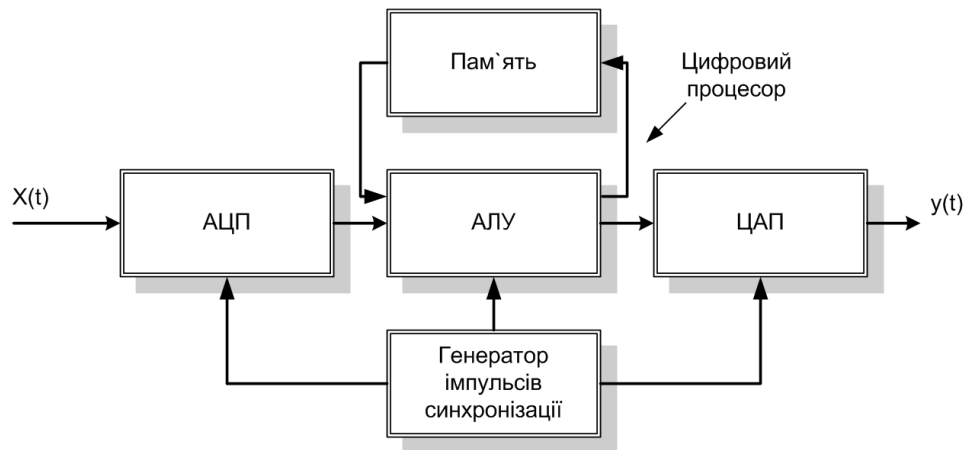 Пам`ять
Цифровий
процесор
X(t)
АЦП
АЛУ
ЦАП
y(t)
Генератор
імпульсів
синхронізації